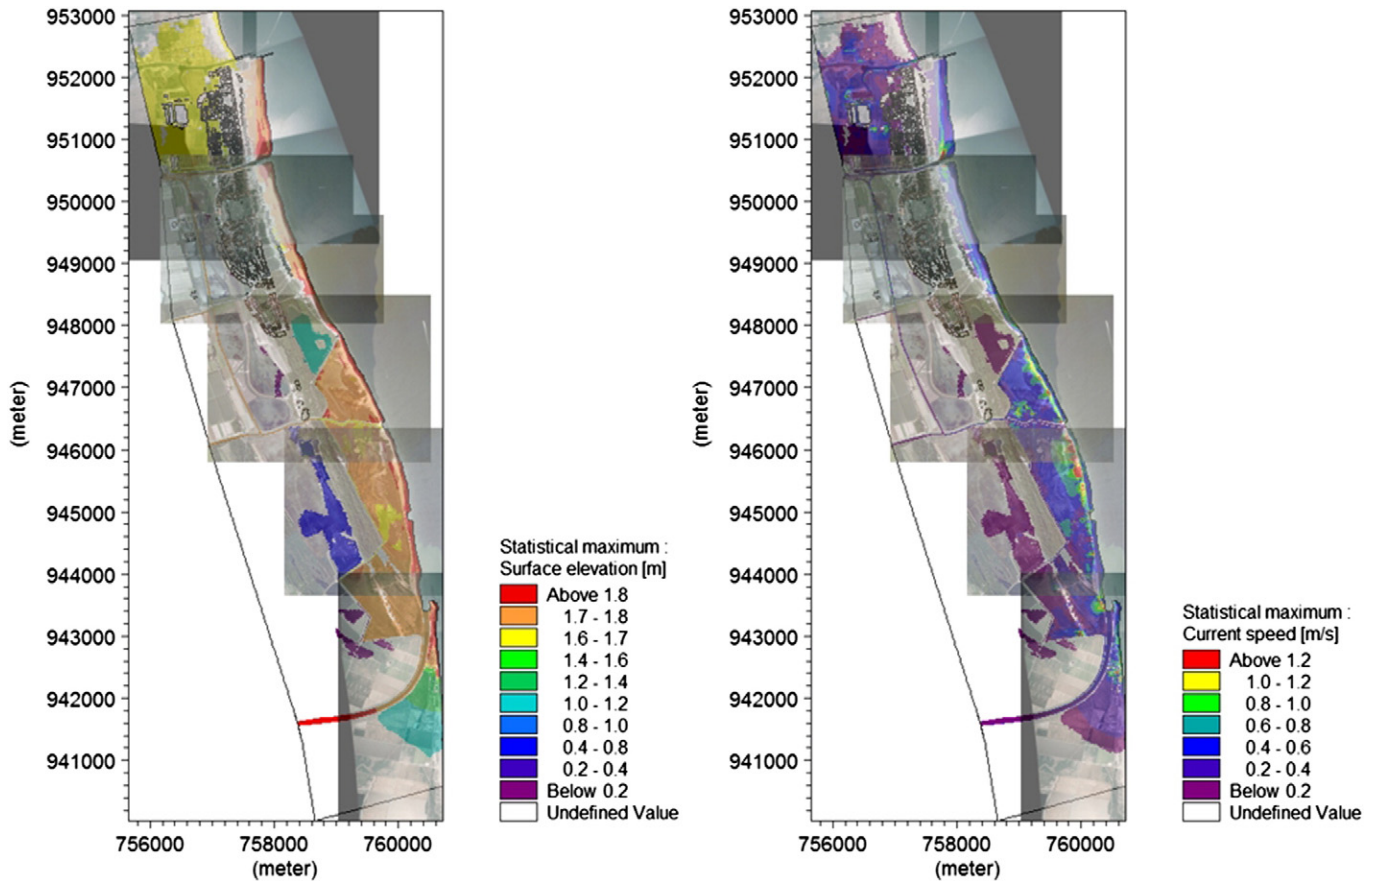 953000
952000
951000
950000
949000
948000
947000
946000
945000
944000
943000
942000
941000
(meter)
756000 758000 760000
(meter)
Statistical maximum :
Surface elevation [m]
Above 1.8
1.7 - 1.8
1.6 - 1.7
1.4 - 1.6
1.2 - 1.4
1.0 - 1.2
0.8 - 1.0
0.4 - 0.8
0.2 - 0.4
Below 0.2
Undefined Value
953000
952000
951000
950000
949000
948000
947000
946000
945000
944000
943000
942000
941000
(meter)
756000 758000 760000
(meter)
Statistical maximum :
Current speed [m/s]
Above 1.2
1.0 - 1.2
0.8 - 1.0
0.6 - 0.8
0.4 - 0.6
0.2 - 0.4
Below 0.2
Undefined Value